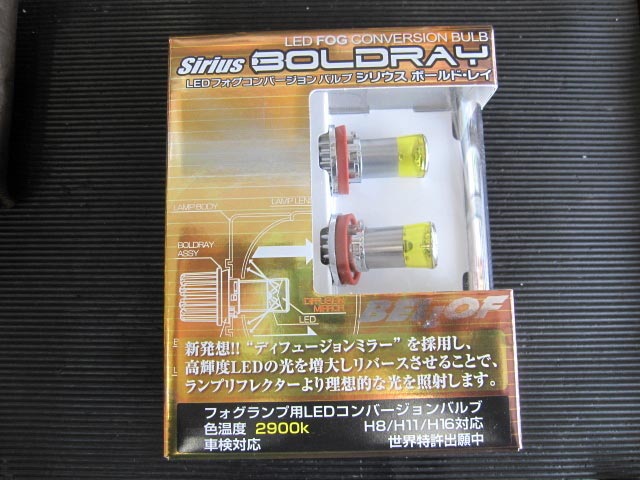 LED FOG CONVERSION BULB
Sirius BOLDRAY
LEDフォグコンバージョンバルブ シリウス ボールド・レイ
LAMP BODY
LAMP LEN
BOLDRAY
ASSY
DIFFUSION
MIRROR
LED
BELLOF
新発想!! “ディフュージョンミラー” を採用し、
高輝度LEDの光を増大しリバースさせることで、
ランプリフレクターより理想的な光を照射します。
フォグランプ用LEDコンバージョンバルブ
色温度 2900k H8/H11/H16対応
車検対応 世界特許出願中